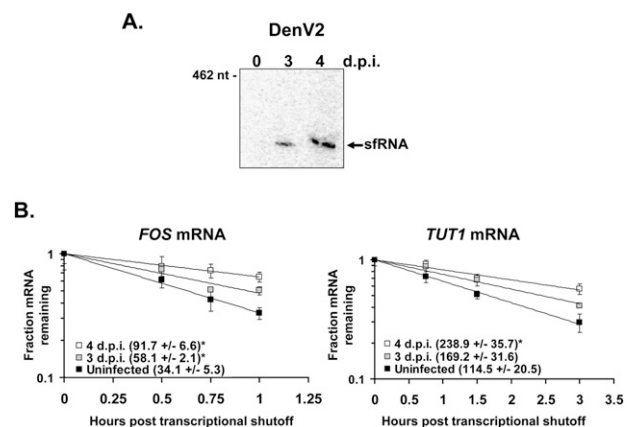 A.
DenV2
0 3 4 d.p.i.
462 nt -
sfRNA
B.
FOS mRNA
Fraction mRNA
remaining
1
0.1
4 d.p.i. (91.7 +/- 6.6)*
3 d.p.i. (58.1 +/- 2.1)*
Uninfected (34.1 +/- 5.3)
0 0.25 0.5 0.75 1 1.25
Hours post transcriptional shutoff
TUT1 mRNA
Fraction mRNA
remaining
1
0.1
4 d.p.i. (238.9 +/- 35.7)*
3 d.p.i. (169.2 +/- 31.6)
Uninfected (114.5 +/- 20.5)
0 0.5 1 1.5 2 2.5 3 3.5
Hours post transcriptional shutoff